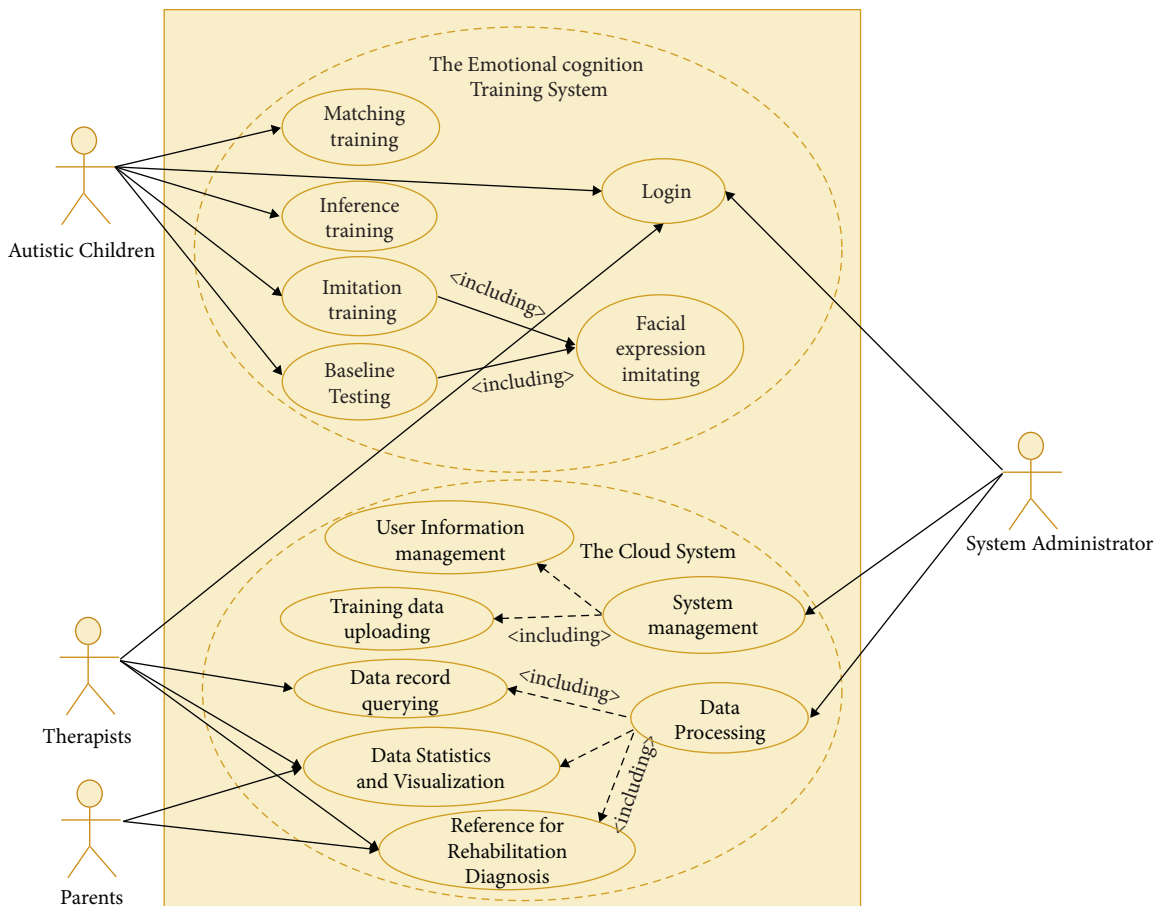 The Emotional cognition
Training System
Matching
training
Login
Inference
training
Autistic Children
Imitation
training
<including>
Facial
expression
imitating
Baseline
Testing
<including>
User Information
management
The Cloud System
System Administrator
Training data
uploading
<including>
System
management
Data record
querying
<including>
Data
Processing
Therapists
Data Statistics
and Visualization
<including>
Reference for
Rehabilitation
Diagnosis
Parents